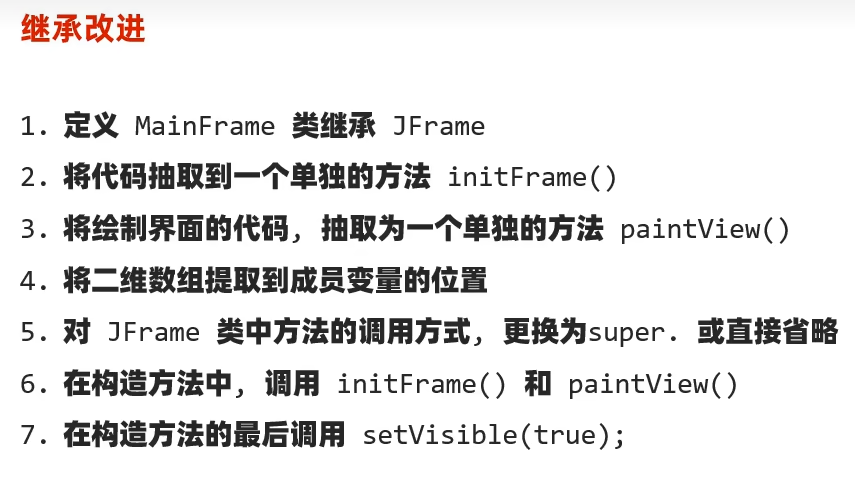 继承改进
1. 定义 MainFrame 类继承 JFrame
2. 将代码抽取到一个单独的方法 initFrame()
3. 将绘制界面的代码, 抽取为一个单独的方法 paintView()
4. 将二维数组提取到成员变量的位置
5. 对 JFrame 类中方法的调用方式, 更换为super. 或直接省略
6. 在构造方法中, 调用 initFrame() 和 paintView()
7. 在构造方法的最后调用 setVisible(true);